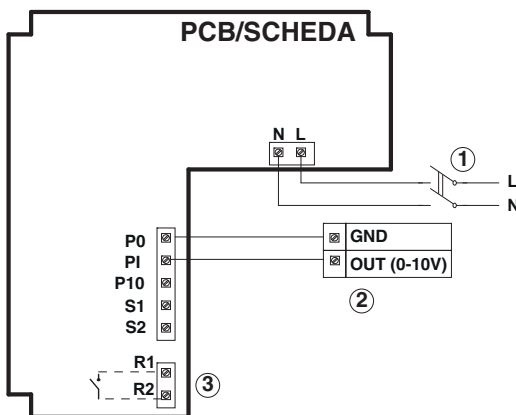 PCB/SCHEDA
N L
1
L
N
P0
PI
P10
S1
S2
GND
OUT (0-10V)
2
R1
R2
3